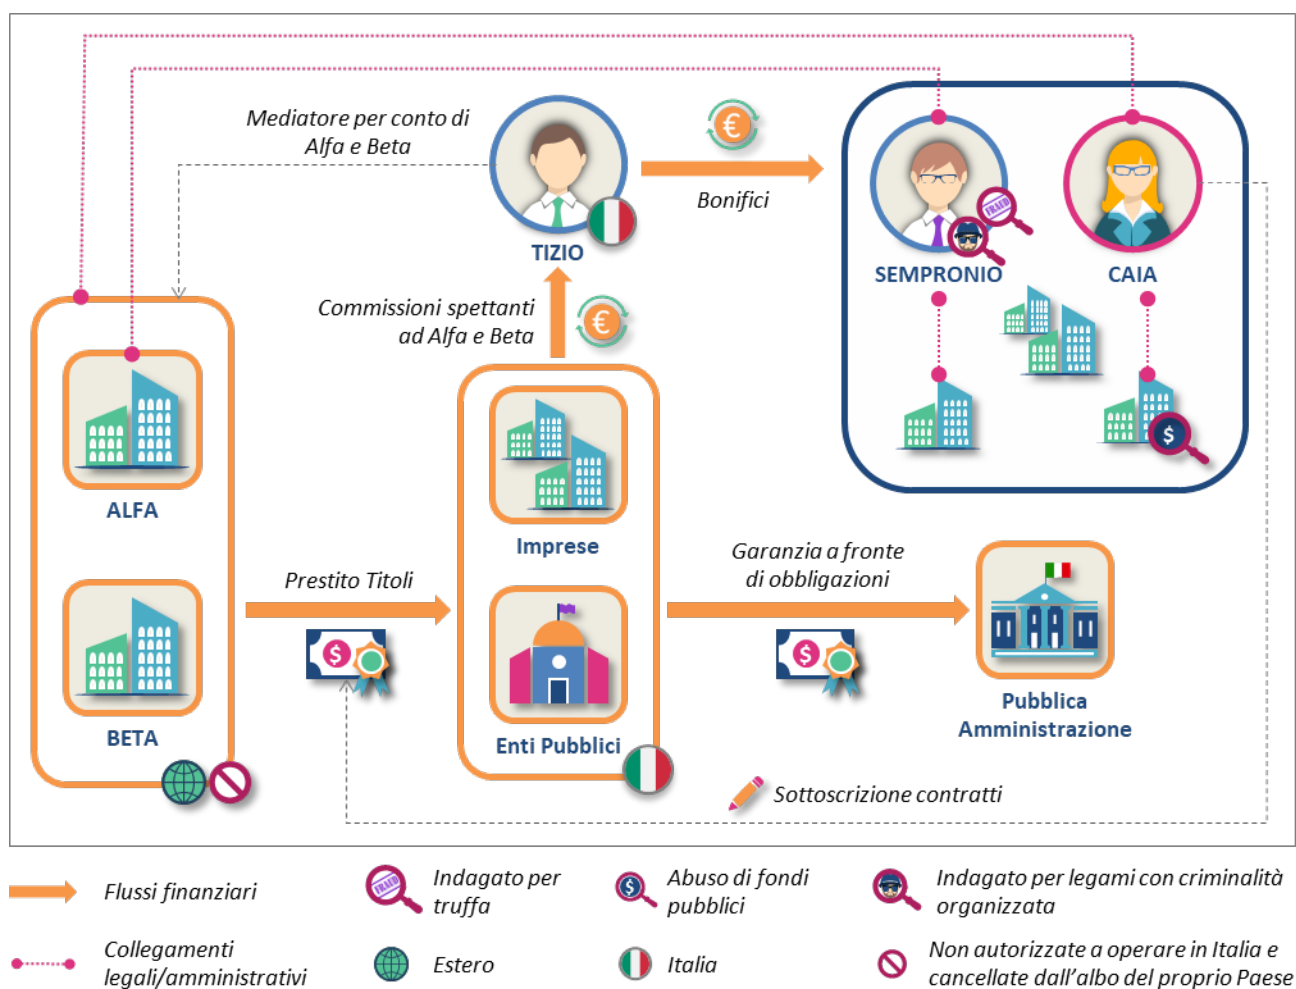 Mediatore per conto di
Alfa e Beta
€
Bonifici
TIZIO
FRAUD
SEMPRONIO
CAIA
Commissioni spettanti
ad Alfa e Beta
€
ALFA
Imprese
$
Prestito Titoli
$
Garanzia a fronte
di obbligazioni
$
BETA
Enti Pubblici
Pubblica
Amministrazione
Sottoscrizione contratti
Flussi finanziari
FRAUD
Indagato per
truffa
$
Abuso di fondi
pubblici
Indagato per legami con criminalità
organizzata
Collegamenti
legali/amministrativi
Estero
Italia
Non autorizzate a operare in Italia e
cancellate dall'albo del proprio Paese